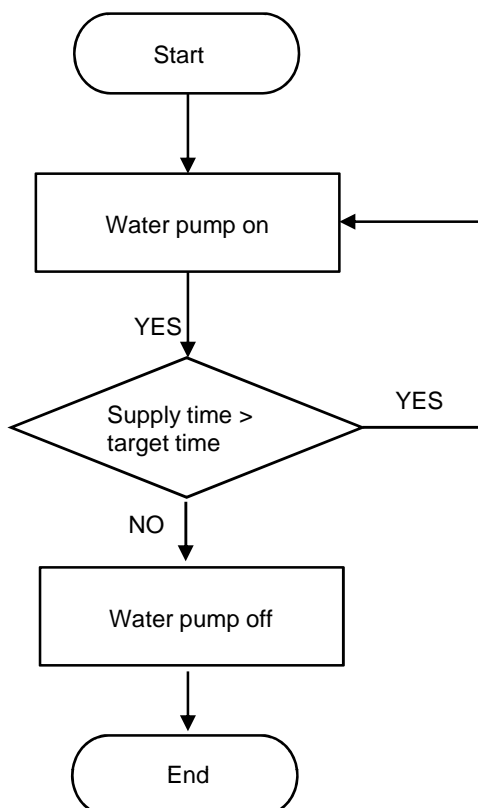 Start
Water pump on
YES
Supply time >
target time
YES
NO
Water pump off
End